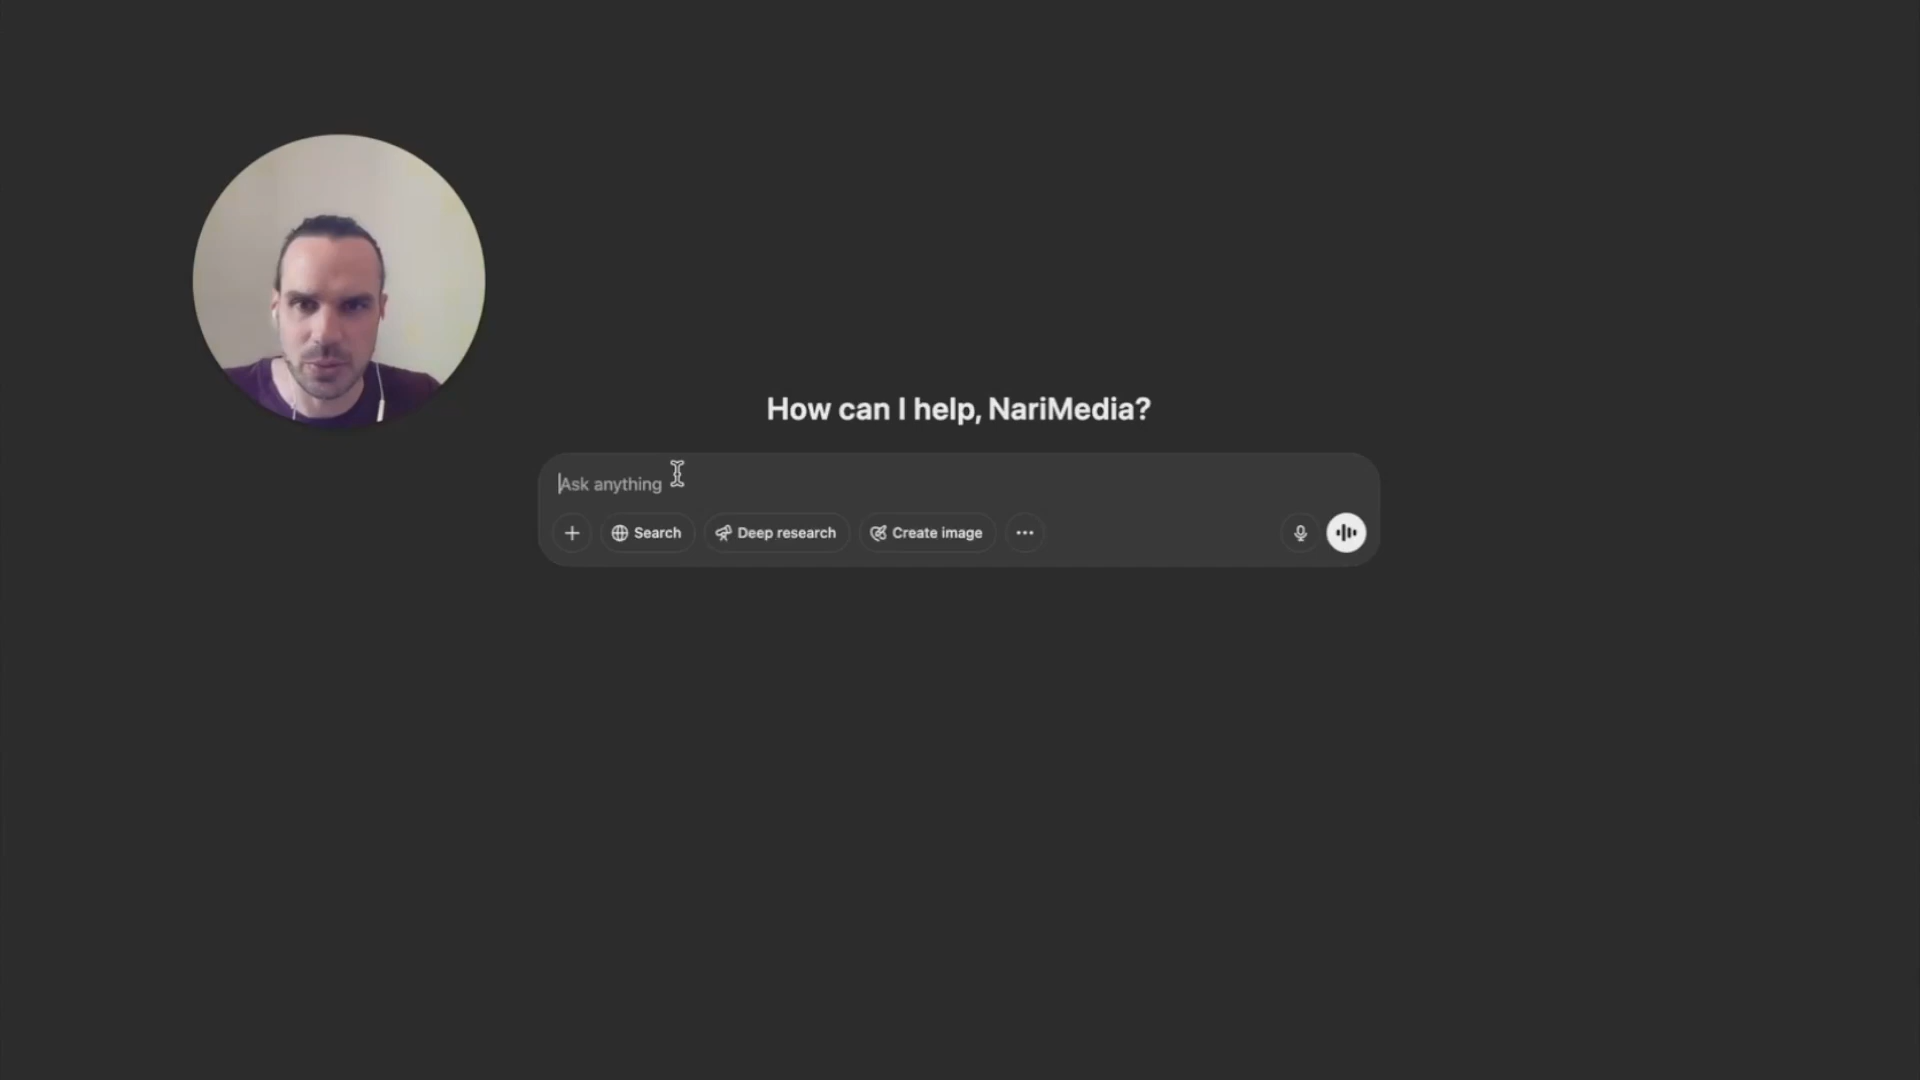 How can I help, NariMedia?
Ask anything
Search
Deep research
Create image